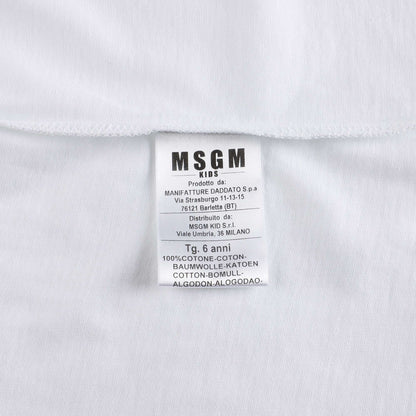 MSGM
KIDS
Prodotto da:
MANIFATTURE DADDATO S.p.a
Via Strasburgo 11-13-15
76121 Barletta (BT)
Distribuito da:
MSGM KID S.r.l.
Viale Umbria, 36 MILANO
Tg. 6 anni
100%COTONE-COTON-
BAUMWOLLE-KATOEN
COTTON-BOMULL-
ALGODON-ALOGODAO-